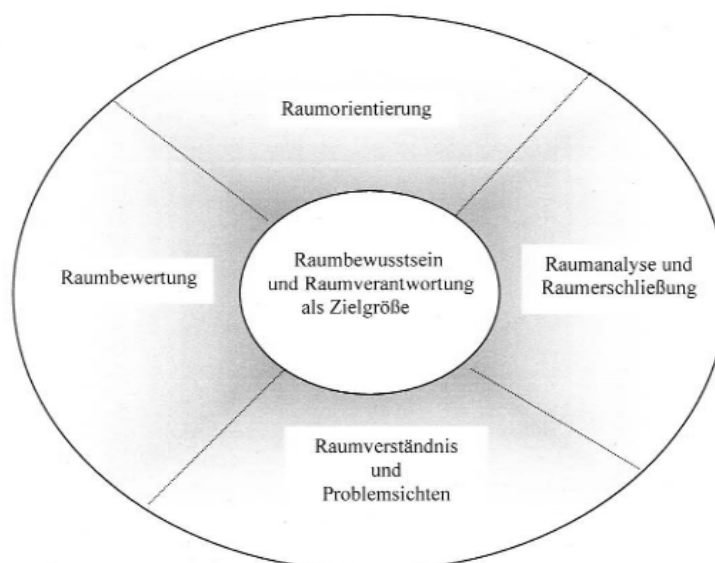 Raumorientierung
Raumbewertung
Raumbewusstsein
und Raumverantwortung
als Zielgröße
Raumanalyse und
Raumerschließung
Raumverständnis
und
Problemsichten